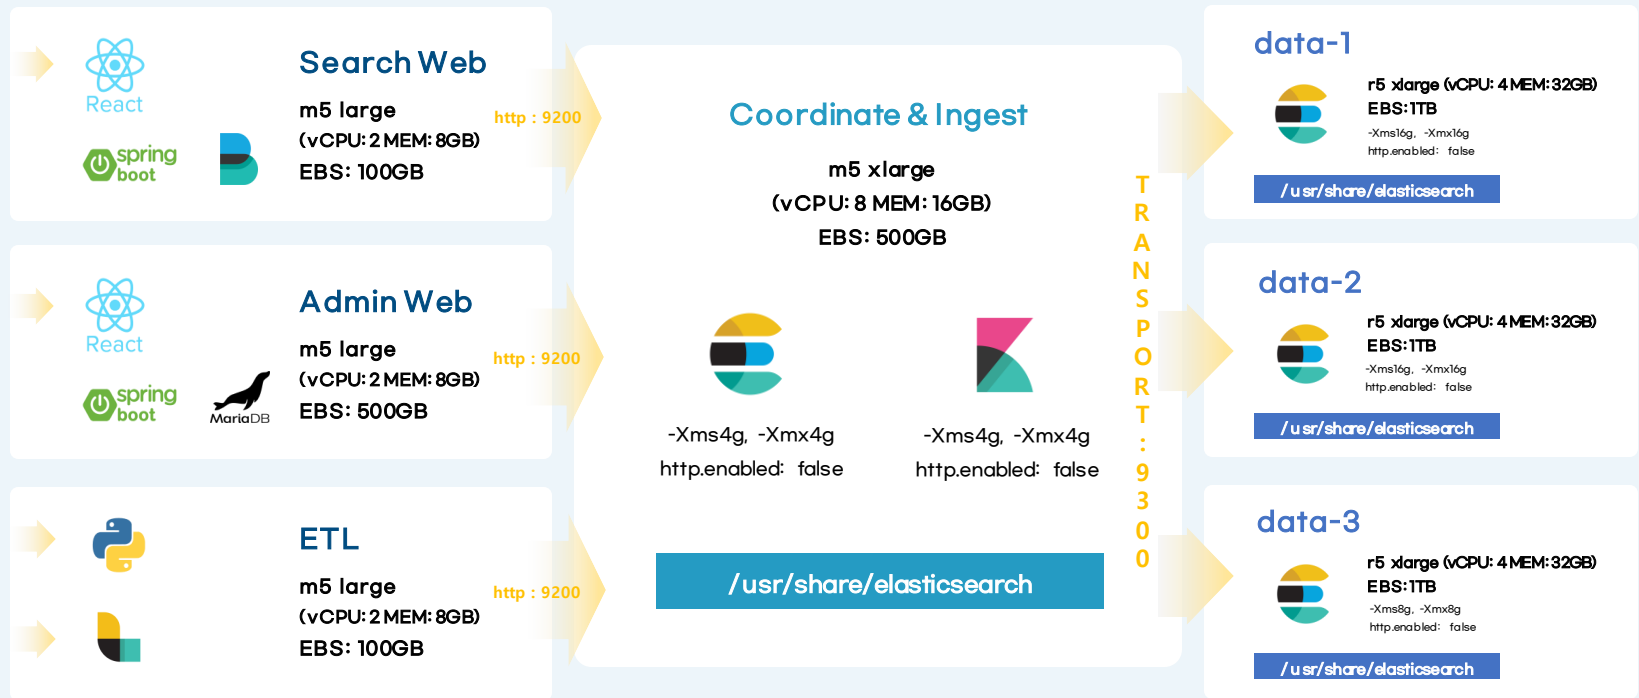 Search Web
React
m5 large
(vCPU: 2 MEM: 8GB)
spring
boot
EBS: 100GB
http : 9200
Admin Web
React
m5 large
(vCPU: 2 MEM: 8GB)
spring
boot
MariaDB
EBS: 500GB
http : 9200
ETL
m5 large
(vCPU: 2 MEM: 8GB)
EBS: 100GB
http : 9200
Coordinate & Ingest
m5 xlarge
(vCPU: 8 MEM: 16GB)
EBS: 500GB
-Xms4g, -Xmx4g
http.enabled: false
-Xms4g, -Xmx4g
http.enabled: false
/usr/share/elasticsearch
TRANSPORT:9300
data-1
r5 xlarge (vCPU: 4 MEM: 32GB)
EBS: 1TB
-Xms16g, -Xmx16g
http.enabled: false
/usr/share/elasticsearch
data-2
r5 xlarge (vCPU: 4 MEM: 32GB)
EBS: 1TB
-Xms16g, -Xmx16g
http.enabled: false
/usr/share/elasticsearch
data-3
r5 xlarge (vCPU: 4 MEM: 32GB)
EBS: 1TB
-Xms8g, -Xmx8g
http.enabled: false
/usr/share/elasticsearch